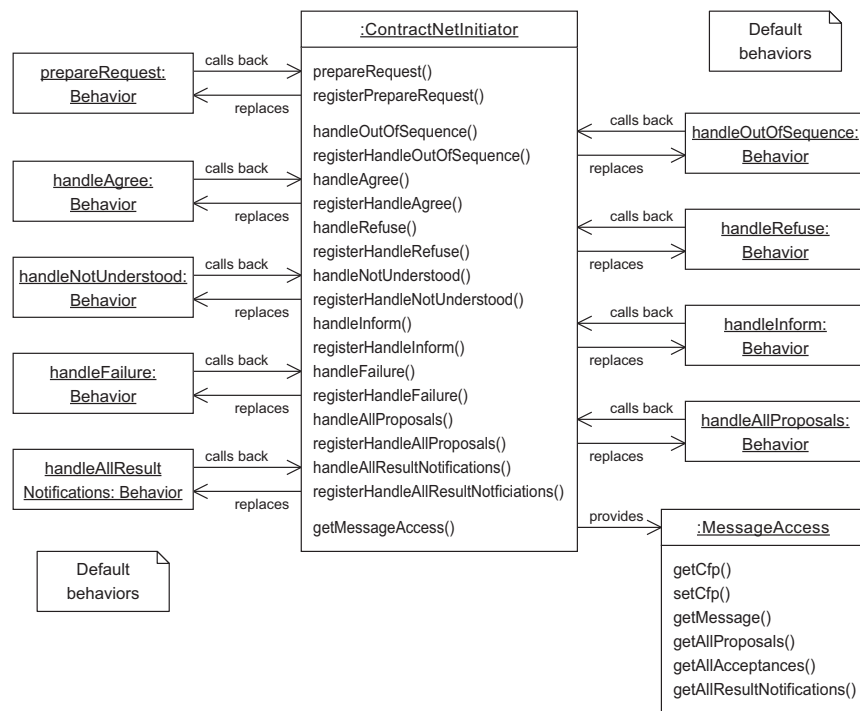 :ContractNetInitiator
prepareRequest()
registerPrepareRequest()
handleOutOfSequence()
registerHandleOutOfSequence()
handleAgree()
registerHandleAgree()
handleRefuse()
registerHandleRefuse()
handleNotUnderstood()
registerHandleNotUnderstood()
handleInform()
registerHandleInform()
handleFailure()
registerHandleFailure()
handleAllProposals()
registerHandleAllProposals()
handleAllResultNotifications()
registerHandleAllResultNotficiations()
getMessageAccess()
prepareRequest:
Behavior
calls back
replaces
handleAgree:
Behavior
calls back
replaces
handleNotUnderstood:
Behavior
calls back
replaces
handleFailure:
Behavior
calls back
replaces
handleAllResult
Notifications: Behavior
calls back
replaces
Default
behaviors
Default
behaviors
calls back
replaces
handleOutOfSequence:
Behavior
calls back
replaces
handleRefuse:
Behavior
calls back
replaces
handleInform:
Behavior
calls back
replaces
handleAllProposals:
Behavior
provides
:MessageAccess
getCfp()
setCfp()
getMessage()
getAllProposals()
getAllAcceptances()
getAllResultNotifications()